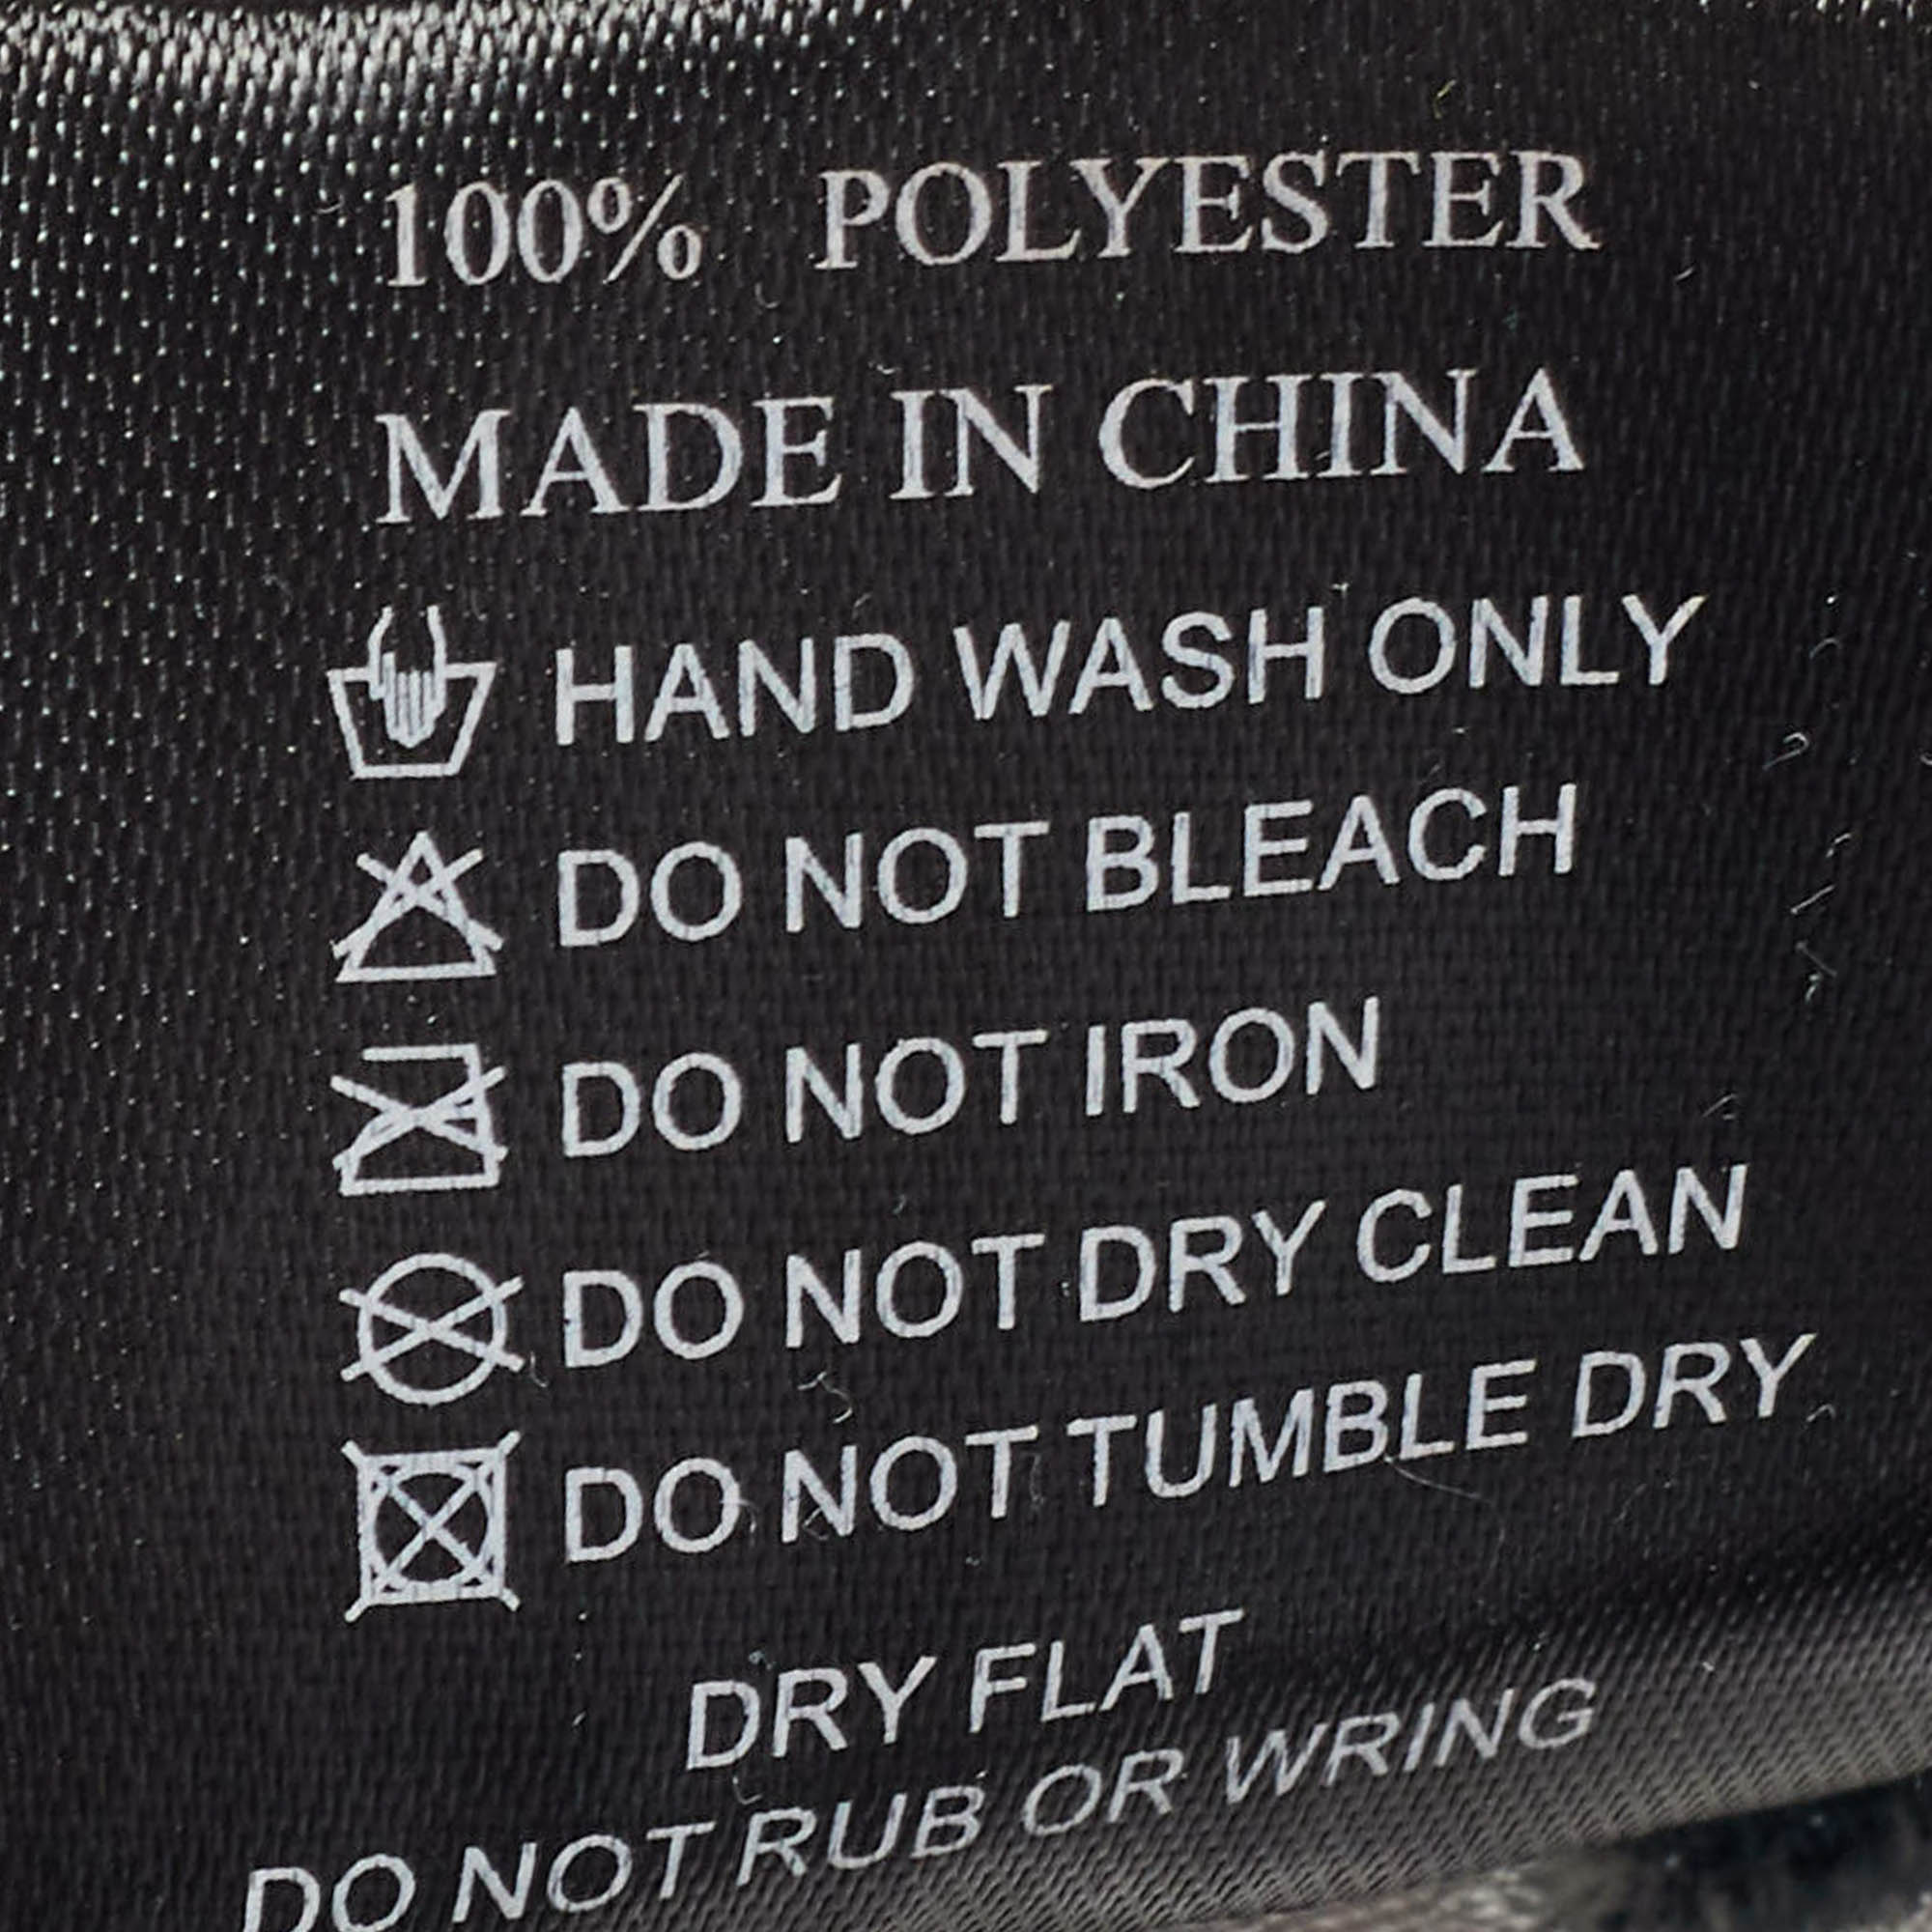 100% POLYESTER
MADE IN CHINA
HAND WASH ONLY
DO NOT BLEACH
DO NOT IRON
DO NOT DRY CLEAN
DO NOT TUMBLE DRY
DRY FLAT
DO NOT RUB OR WRING